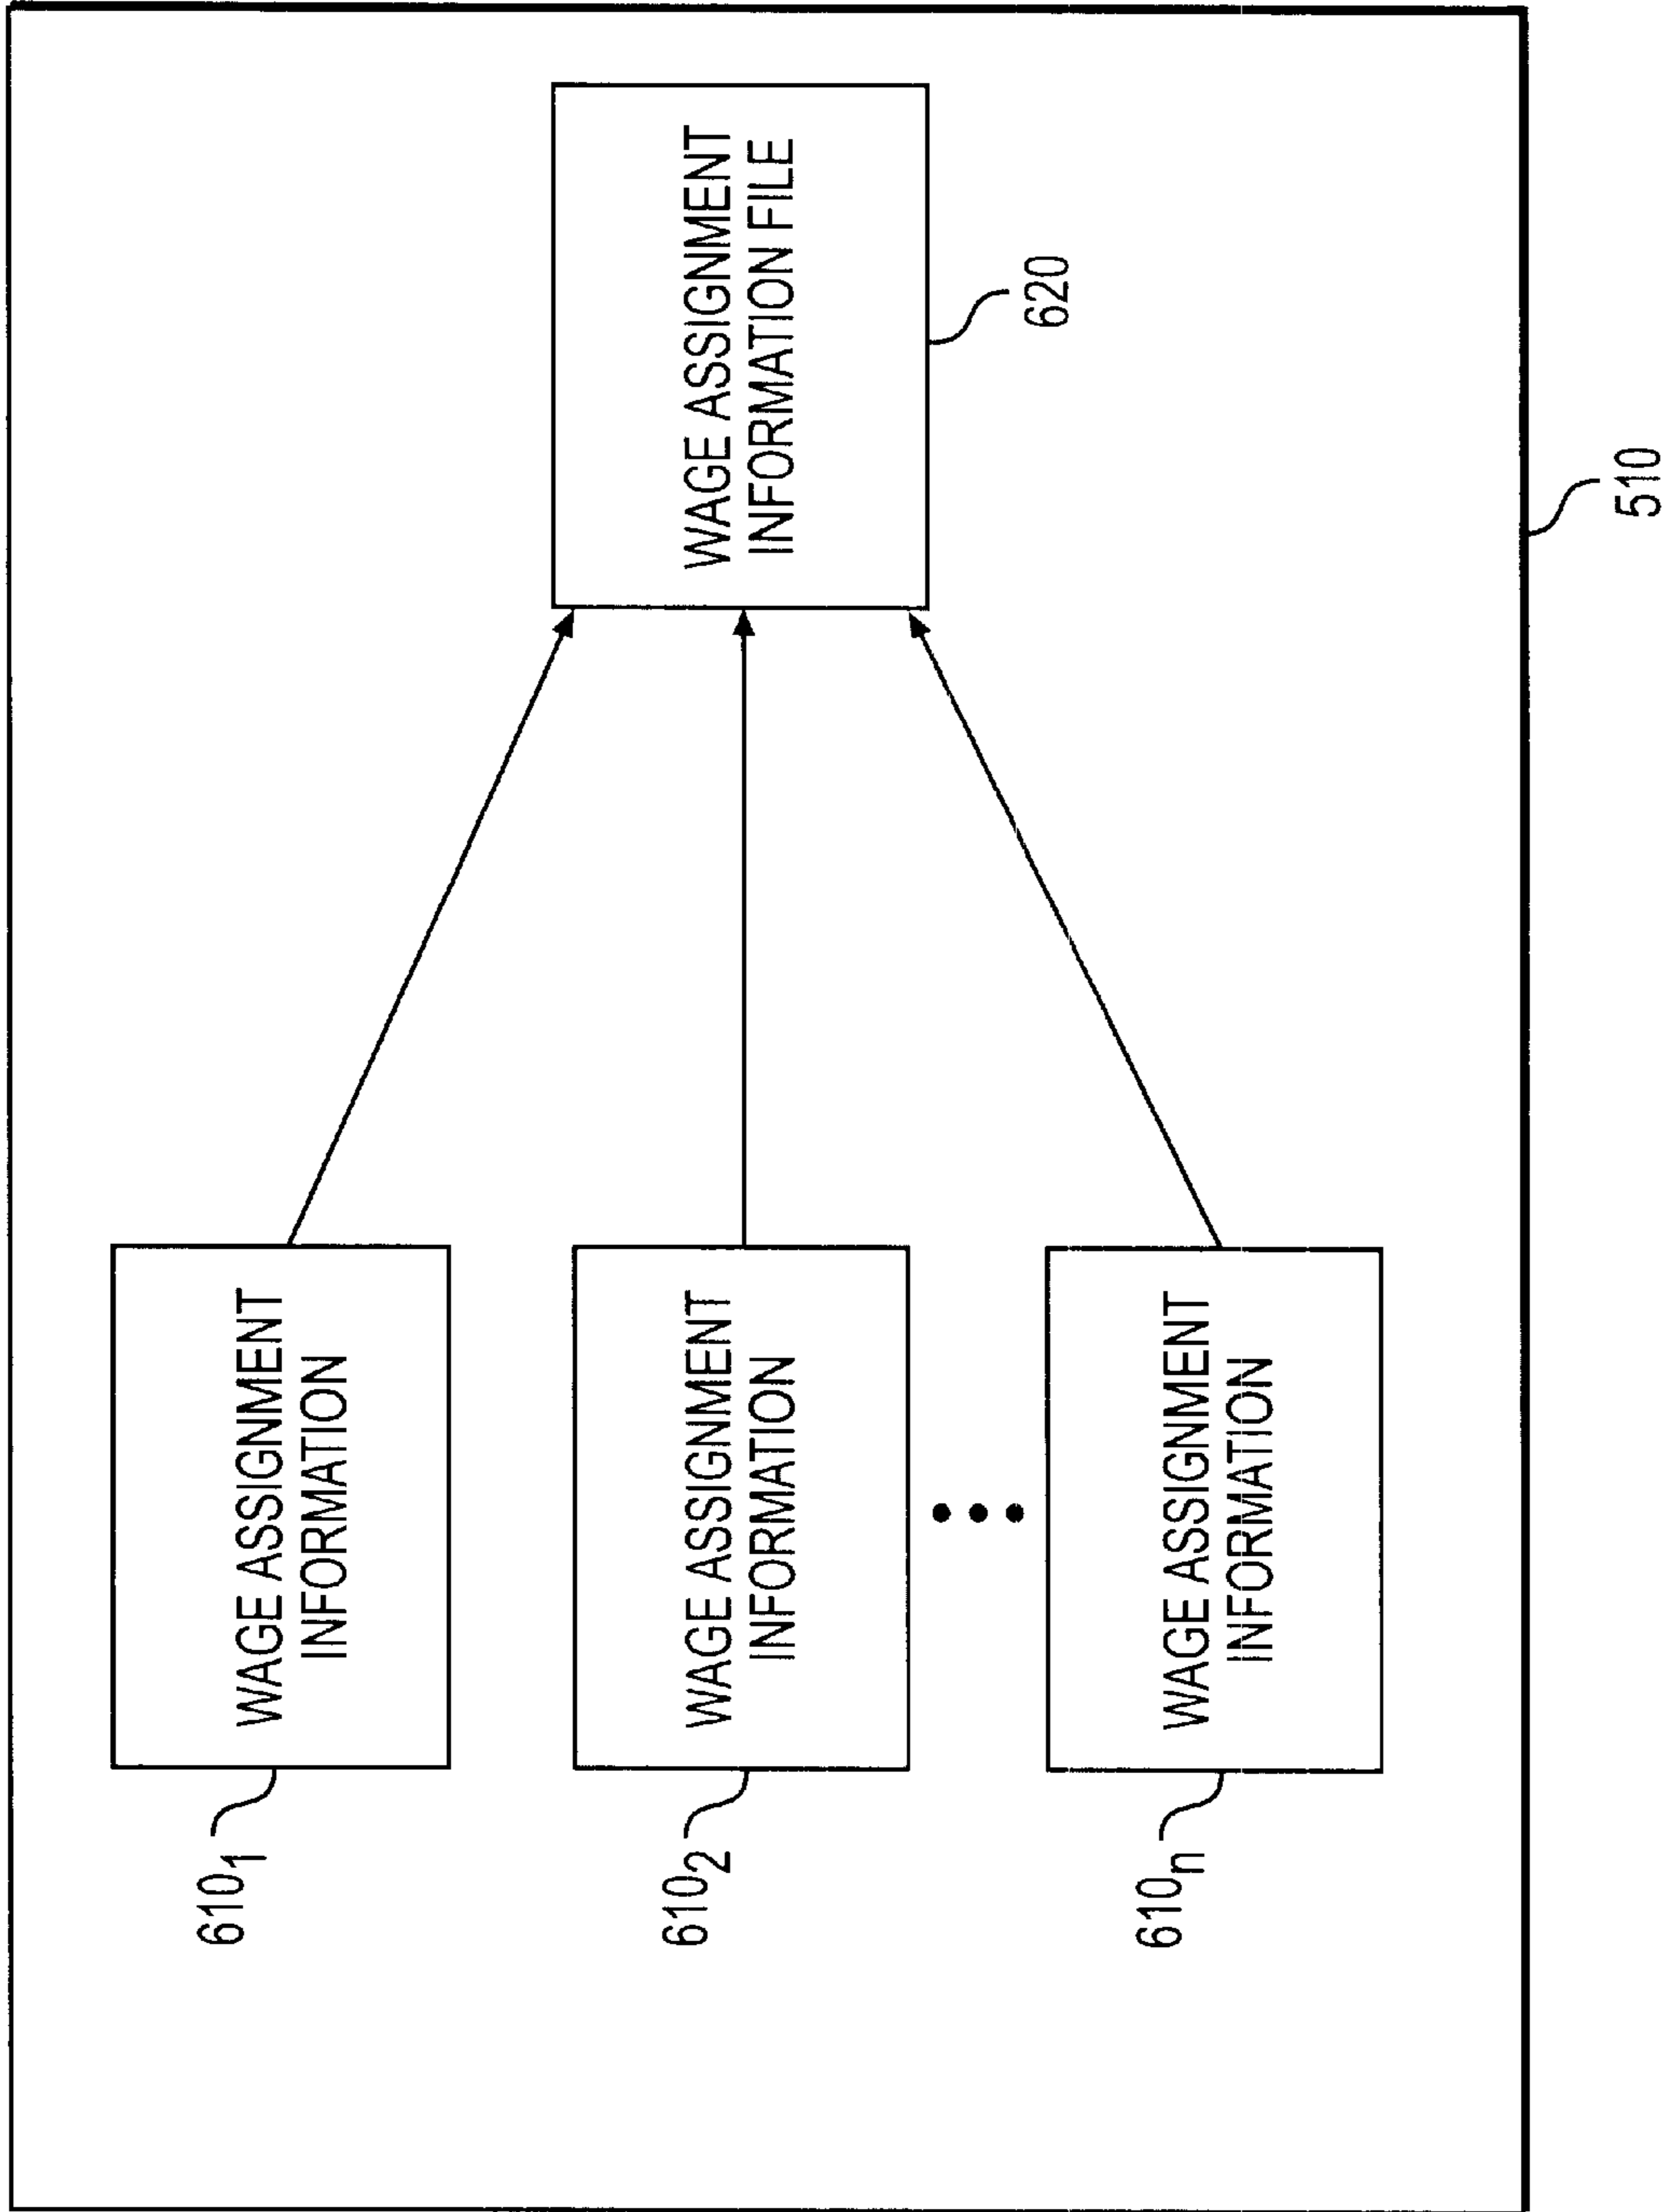 610₁
WAGE ASSIGNMENT
INFORMATION
610₂
WAGE ASSIGNMENT
INFORMATION
610ₙ
WAGE ASSIGNMENT
INFORMATION
WAGE ASSIGNMENT
INFORMATION FILE
620
510